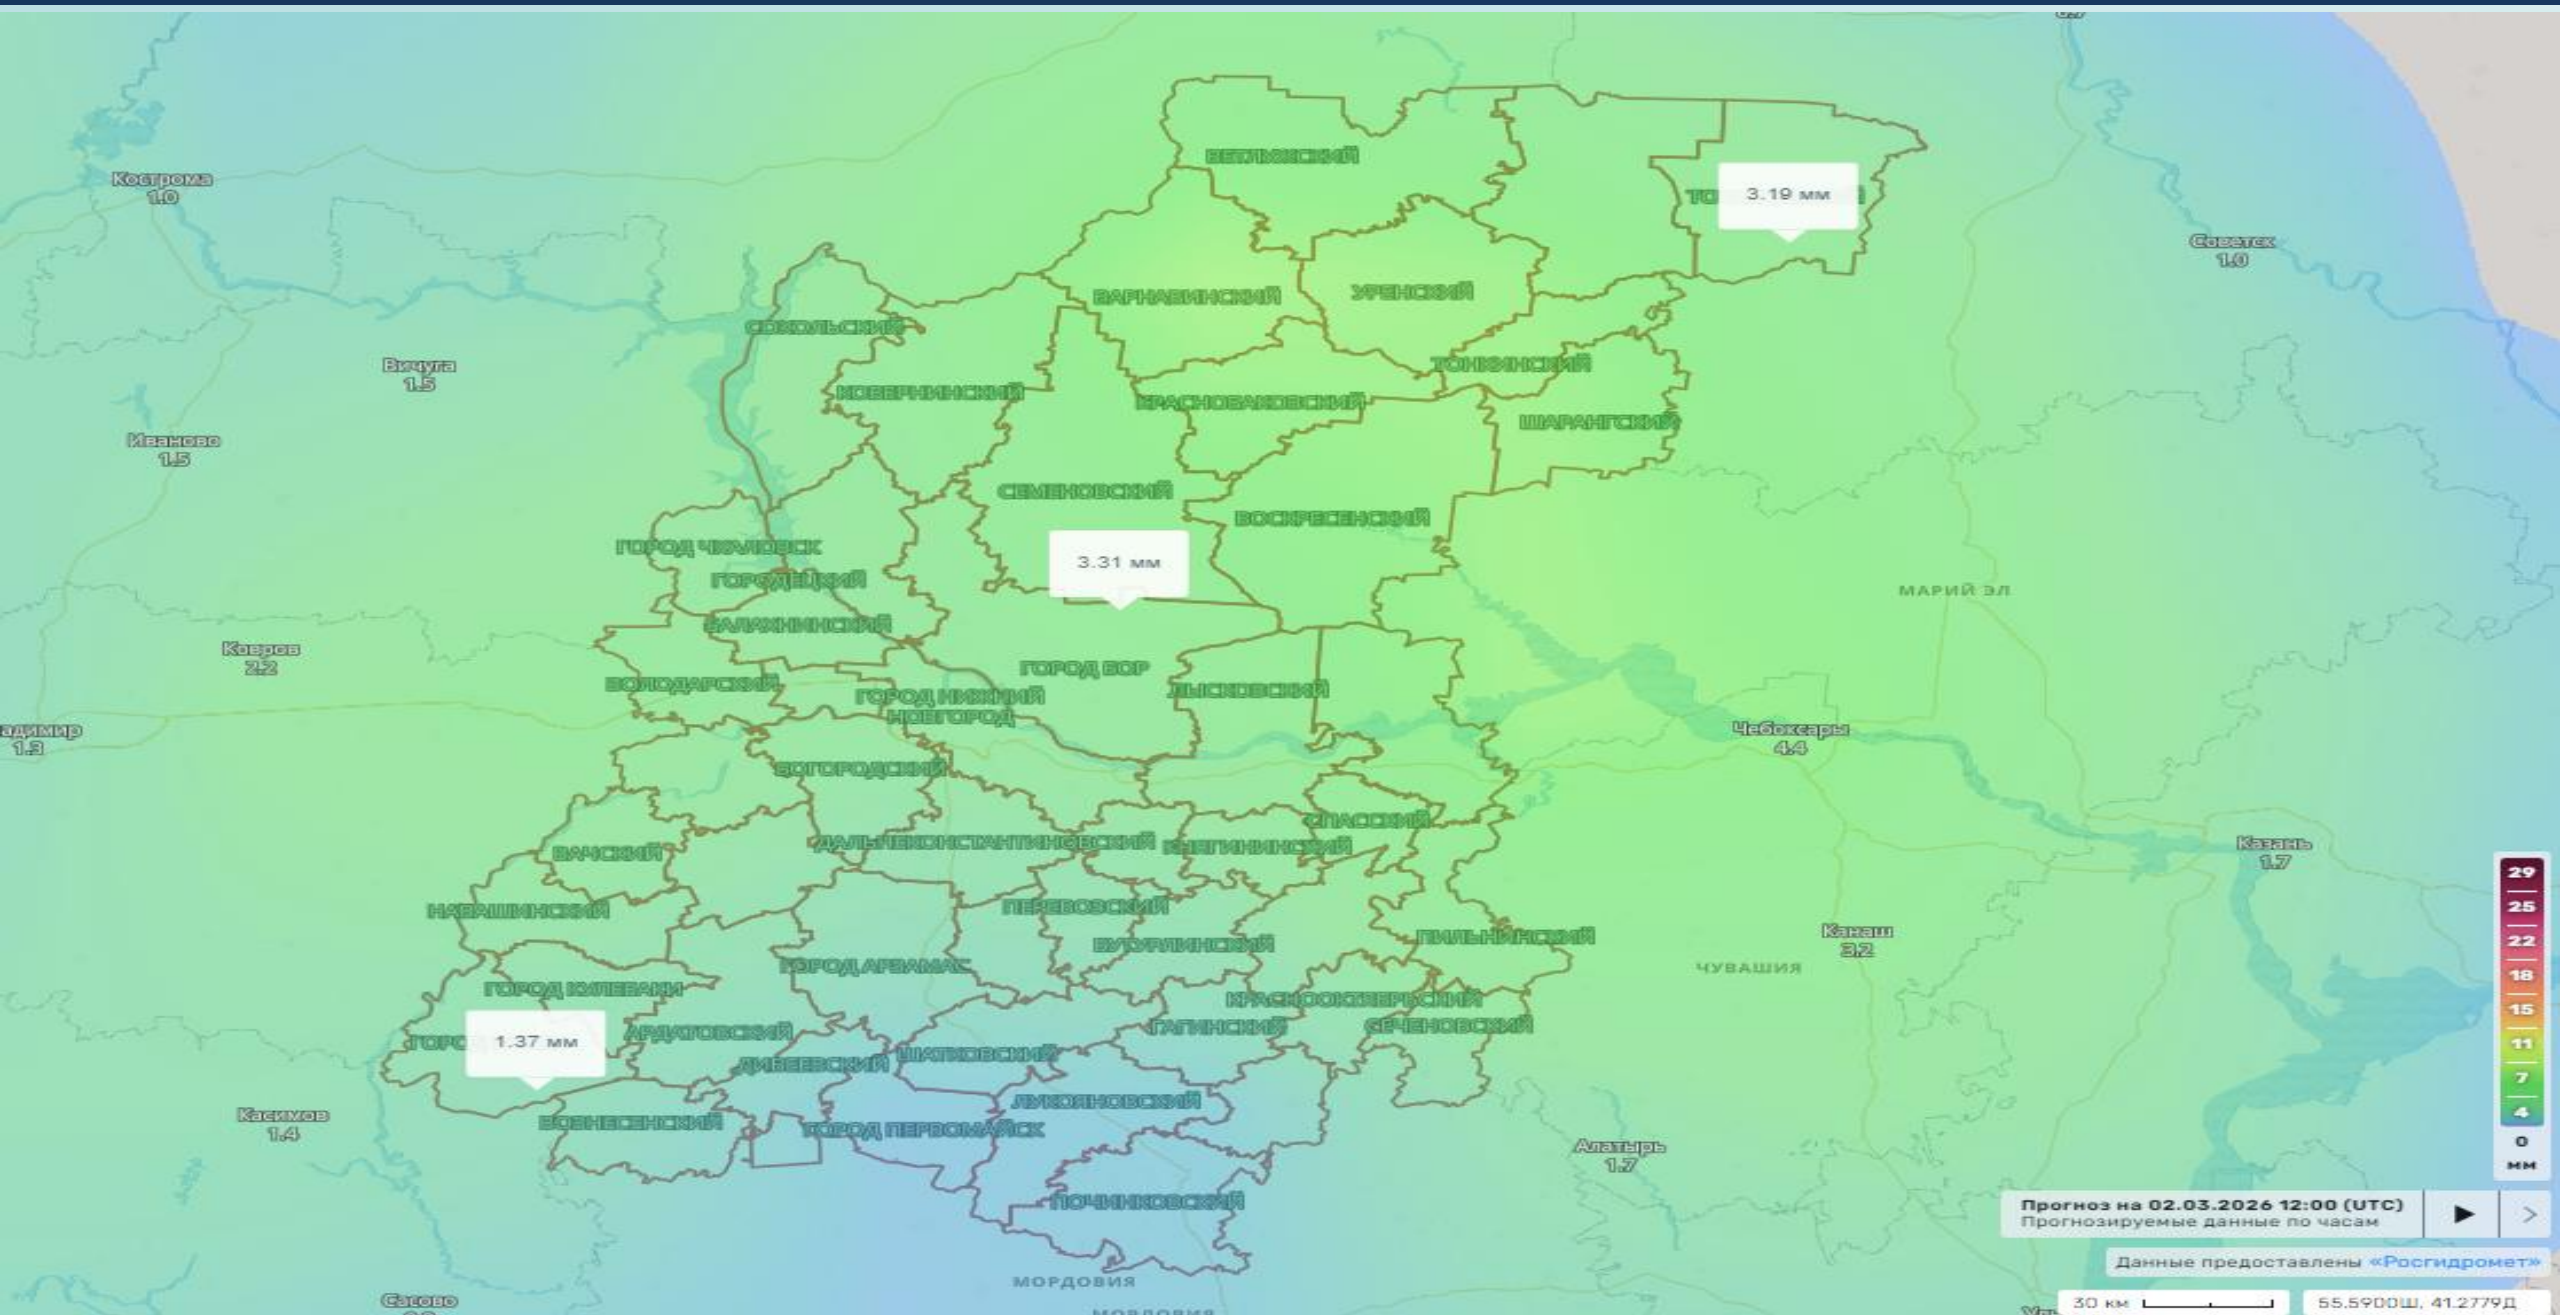 Кострома
1.0
ВЕТЛУЖСКИЙ
ТО
3.19 мм
Й
Советск
1.0
ВАРНАВИНСКИЙ
УРЕНСКИЙ
СОКОЛЬСКИЙ
Вичуга
1.5
ТОНКИНСКИЙ
КОВЕРНИНСКИЙ
КРАСНОБАКОВСКИЙ
ШАРАНГСКИЙ
Иваново
1.5
СЕМЕНОВСКИЙ
ВОСКРЕСЕНСКИЙ
ГОРОД ЧКАЛОВСК
3.31 мм
ГОРОДЕЦКИЙ
МАРИЙ ЭЛ
БАЛАХНИНСКИЙ
Ковров
2.2
ГОРОД БОР
ВОЛОДАРСКИЙ
ЛЫСКОВСКИЙ
ГОРОД НИЖНИЙ
НОВГОРОД
адимир
1.3
Чебоксары
4.4
БОГОРОДСКИЙ
СПАССКИЙ
ДАЛЬНЕКОНСТАНТИНОВСКИЙ
КНЯГИНИНСКИЙ
ВАЧСКИЙ
Казань
1.7
НАВАШИНСКИЙ
ПЕРЕВОЗСКИЙ
БУТУРЛИНСКИЙ
ПИЛЬНИНСКИЙ
Канаш
3.2
ГОРОД АРЗАМАС
ЧУВАШИЯ
ГОРОД КУЛЕБАКИ
КРАСНООКТЯБРЬСКИЙ
ГАГИНСКИЙ
СЕЧЕНОВСКИЙ
ГОРО
1.37 мм
АРДАТОВСКИЙ
ШАТКОВСКИЙ
ДИВЕЕВСКИЙ
ЛУКОЯНОВСКИЙ
Касимов
1.4
ВОЗНЕСЕНСКИЙ
ГОРОД ПЕРВОМАЙСК
Алатырь
1.7
ПОЧИНКОВСКИЙ
МОРДОВИЯ
Сасово
МОРДОВИЯ
29
25
22
18
15
11
7
4
0
мм
Прогноз на 02.03.2026 12:00 (UTC)
Прогнозируемые данные по часам
Данные предоставлены «Росгидромет»
30 км
55.5900Ш, 41.2779Д